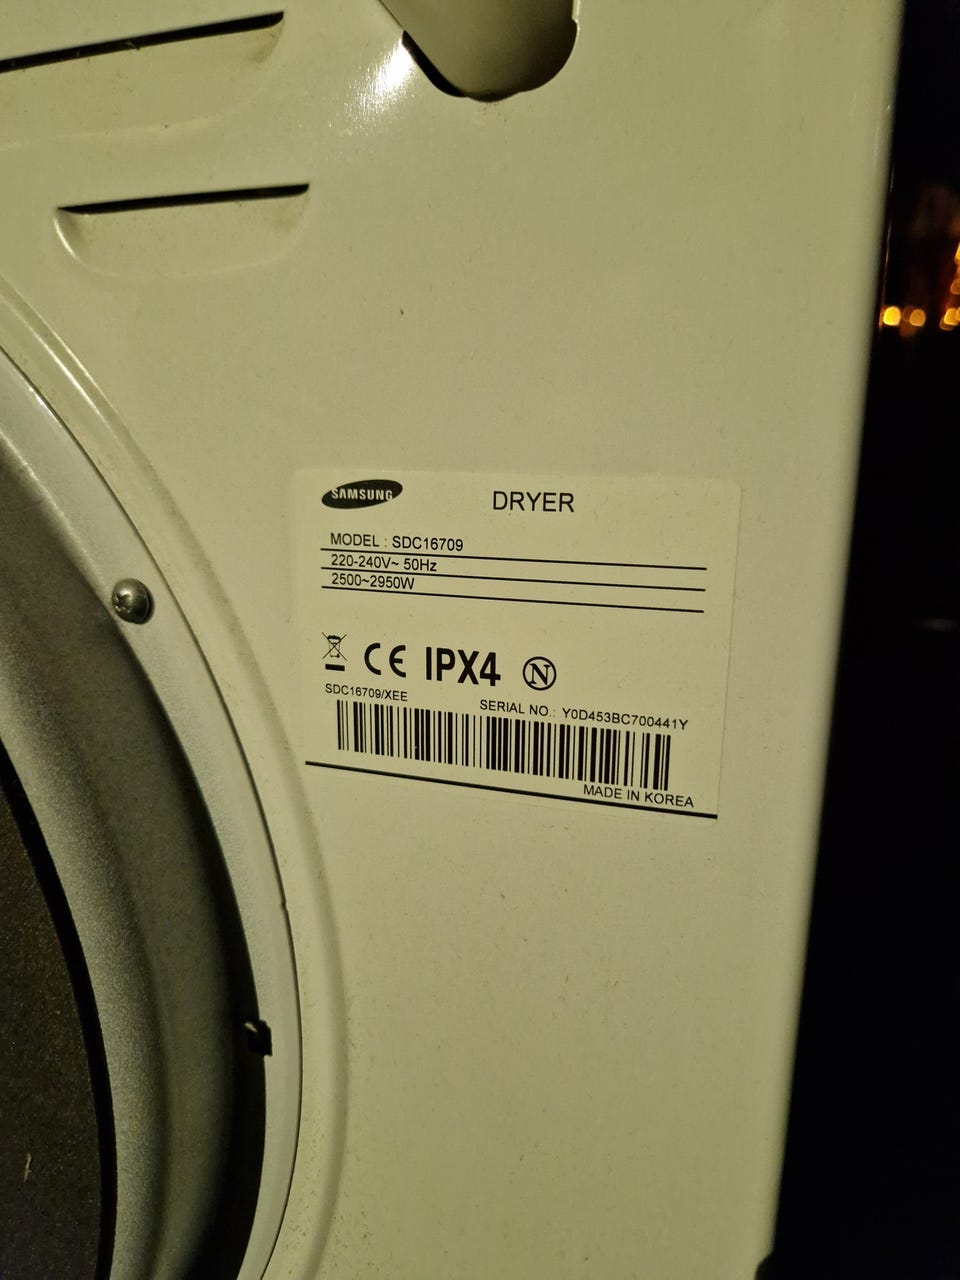 SAMSUNG
DRYER
MODEL : SDC16709
220-240V~ 50Hz
2500~2950W
CE IPX4 N
SDC16709/XEE
SERIAL NO.: Y0D453BC700441Y
MADE IN KOREA